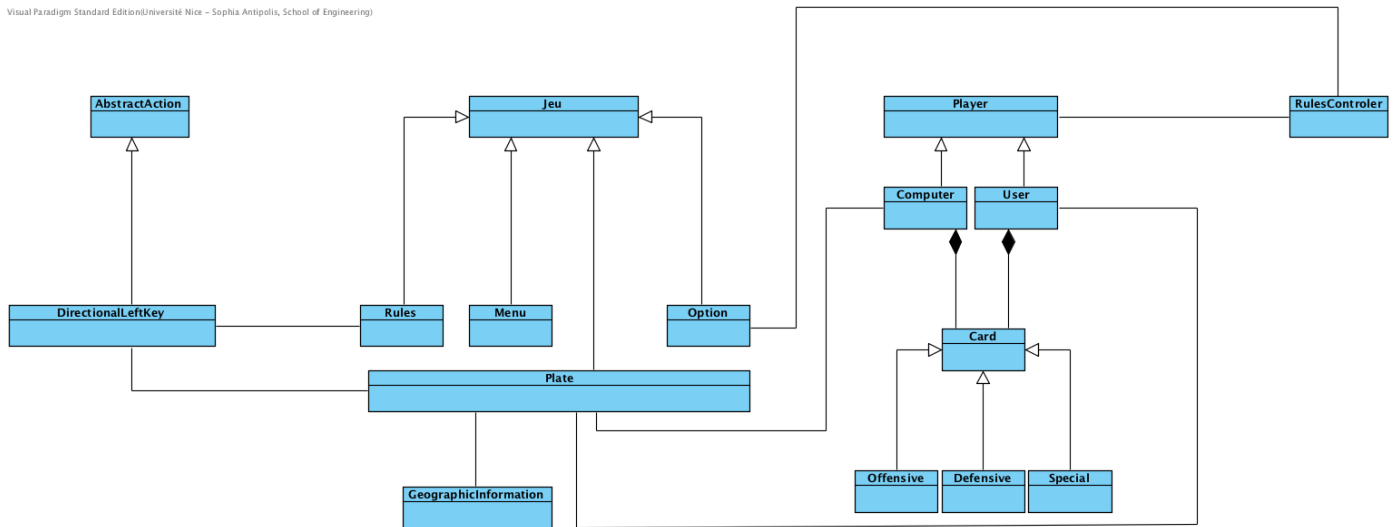 Visual Paradigm Standard Edition(Université Nice – Sophia Antipolis, School of Engineering)
AbstractAction
Jeu
Player
RulesControler
Computer
User
DirectionalLeftKey
Rules
Menu
Option
Card
Plate
Offensive
Defensive
Special
GeographicInformation